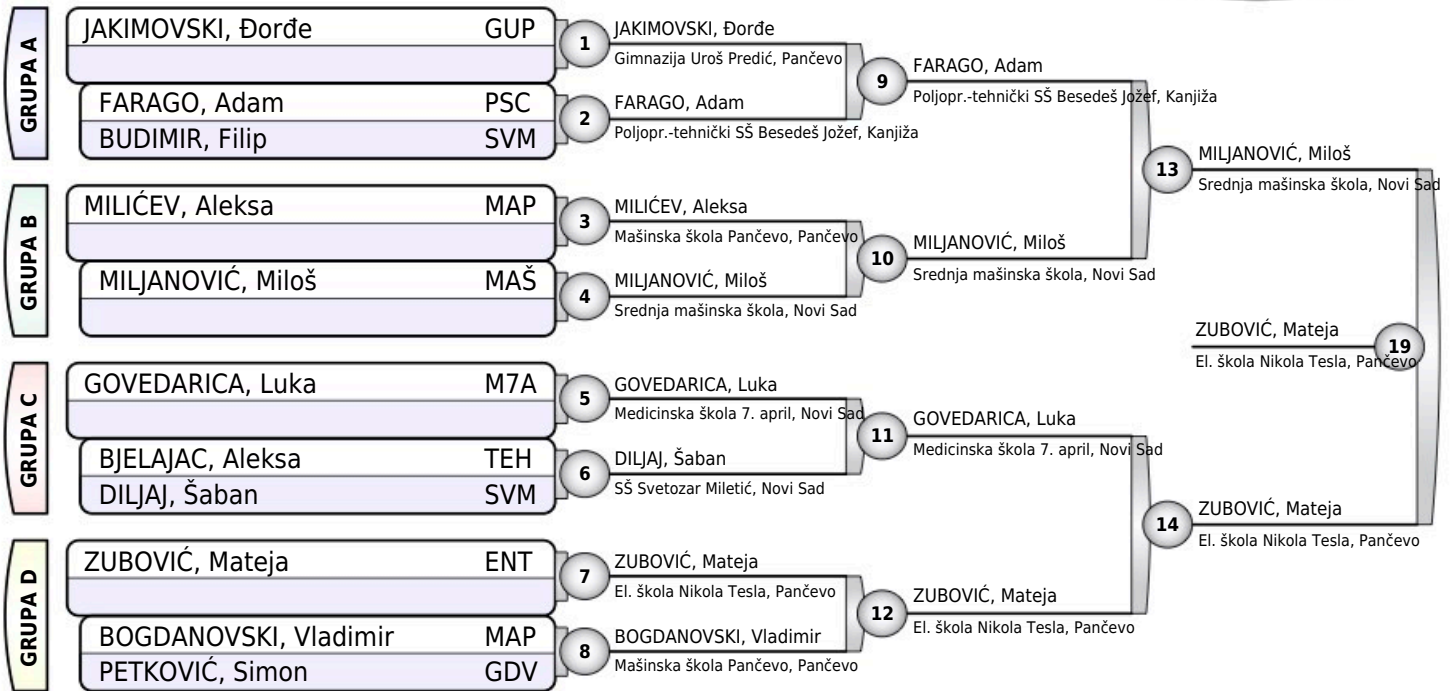 GRUPA A
JAKIMOVSKI, Đorđe GUP
FARAGO, Adam PSC
BUDIMIR, Filip SVM
GRUPA B
MILIĆEV, Aleksa MAP
MILJANOVIĆ, Miloš MAŠ
GRUPA C
GOVEDARICA, Luka M7A
BJELAJAC, Aleksa TEH
DILJAJ, Šaban SVM
GRUPA D
ZUBOVIĆ, Mateja ENT
BOGDANOVSKI, Vladimir MAP
PETKOVIĆ, Simon GDV
1
JAKIMOVSKI, Đorđe
Gimnazija Uroš Predić, Pančevo
2
FARAGO, Adam
Poljopr.-tehnički SŠ Besedeš Jožef, Kanjiža
3
MILIĆEV, Aleksa
Mašinska škola Pančevo, Pančevo
4
MILJANOVIĆ, Miloš
Srednja mašinska škola, Novi Sad
5
GOVEDARICA, Luka
Medicinska škola 7. april, Novi Sad
6
DILJAJ, Šaban
SŠ Svetozar Miletić, Novi Sad
7
ZUBOVIĆ, Mateja
El. škola Nikola Tesla, Pančevo
8
BOGDANOVSKI, Vladimir
Mašinska škola Pančevo, Pančevo
9
FARAGO, Adam
Poljopr.-tehnički SŠ Besedeš Jožef, Kanjiža
10
MILJANOVIĆ, Miloš
Srednja mašinska škola, Novi Sad
11
GOVEDARICA, Luka
Medicinska škola 7. april, Novi Sad
12
ZUBOVIĆ, Mateja
El. škola Nikola Tesla, Pančevo
13
MILJANOVIĆ, Miloš
Srednja mašinska škola, Novi Sad
14
ZUBOVIĆ, Mateja
El. škola Nikola Tesla, Pančevo
19
ZUBOVIĆ, Mateja
El. škola Nikola Tesla, Pančevo